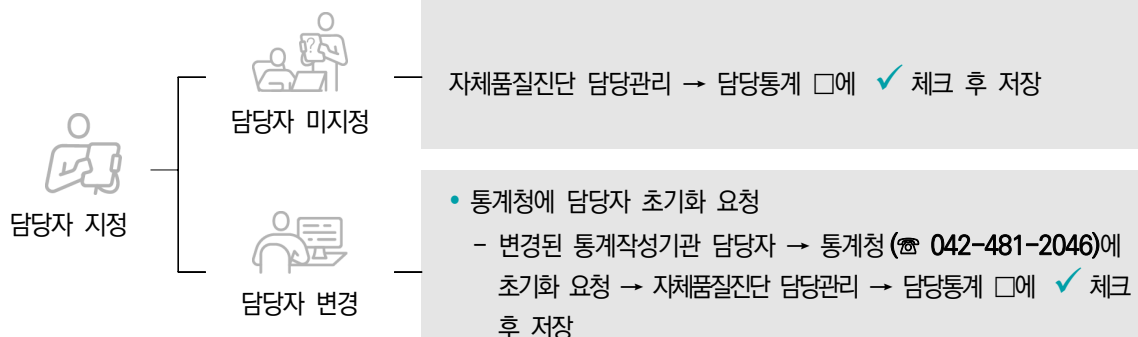 자체품질진단 담당관리 → 담당통계 □에 ✓ 체크 후 저장
담당자 미지정
담당자 지정
• 통계청에 담당자 초기화 요청
- 변경된 통계작성기관 담당자 → 통계청(☎ 042-481-2046)에
초기화 요청 → 자체품질진단 담당관리 → 담당통계 □에 ✓ 체크
후 저장
담당자 변경